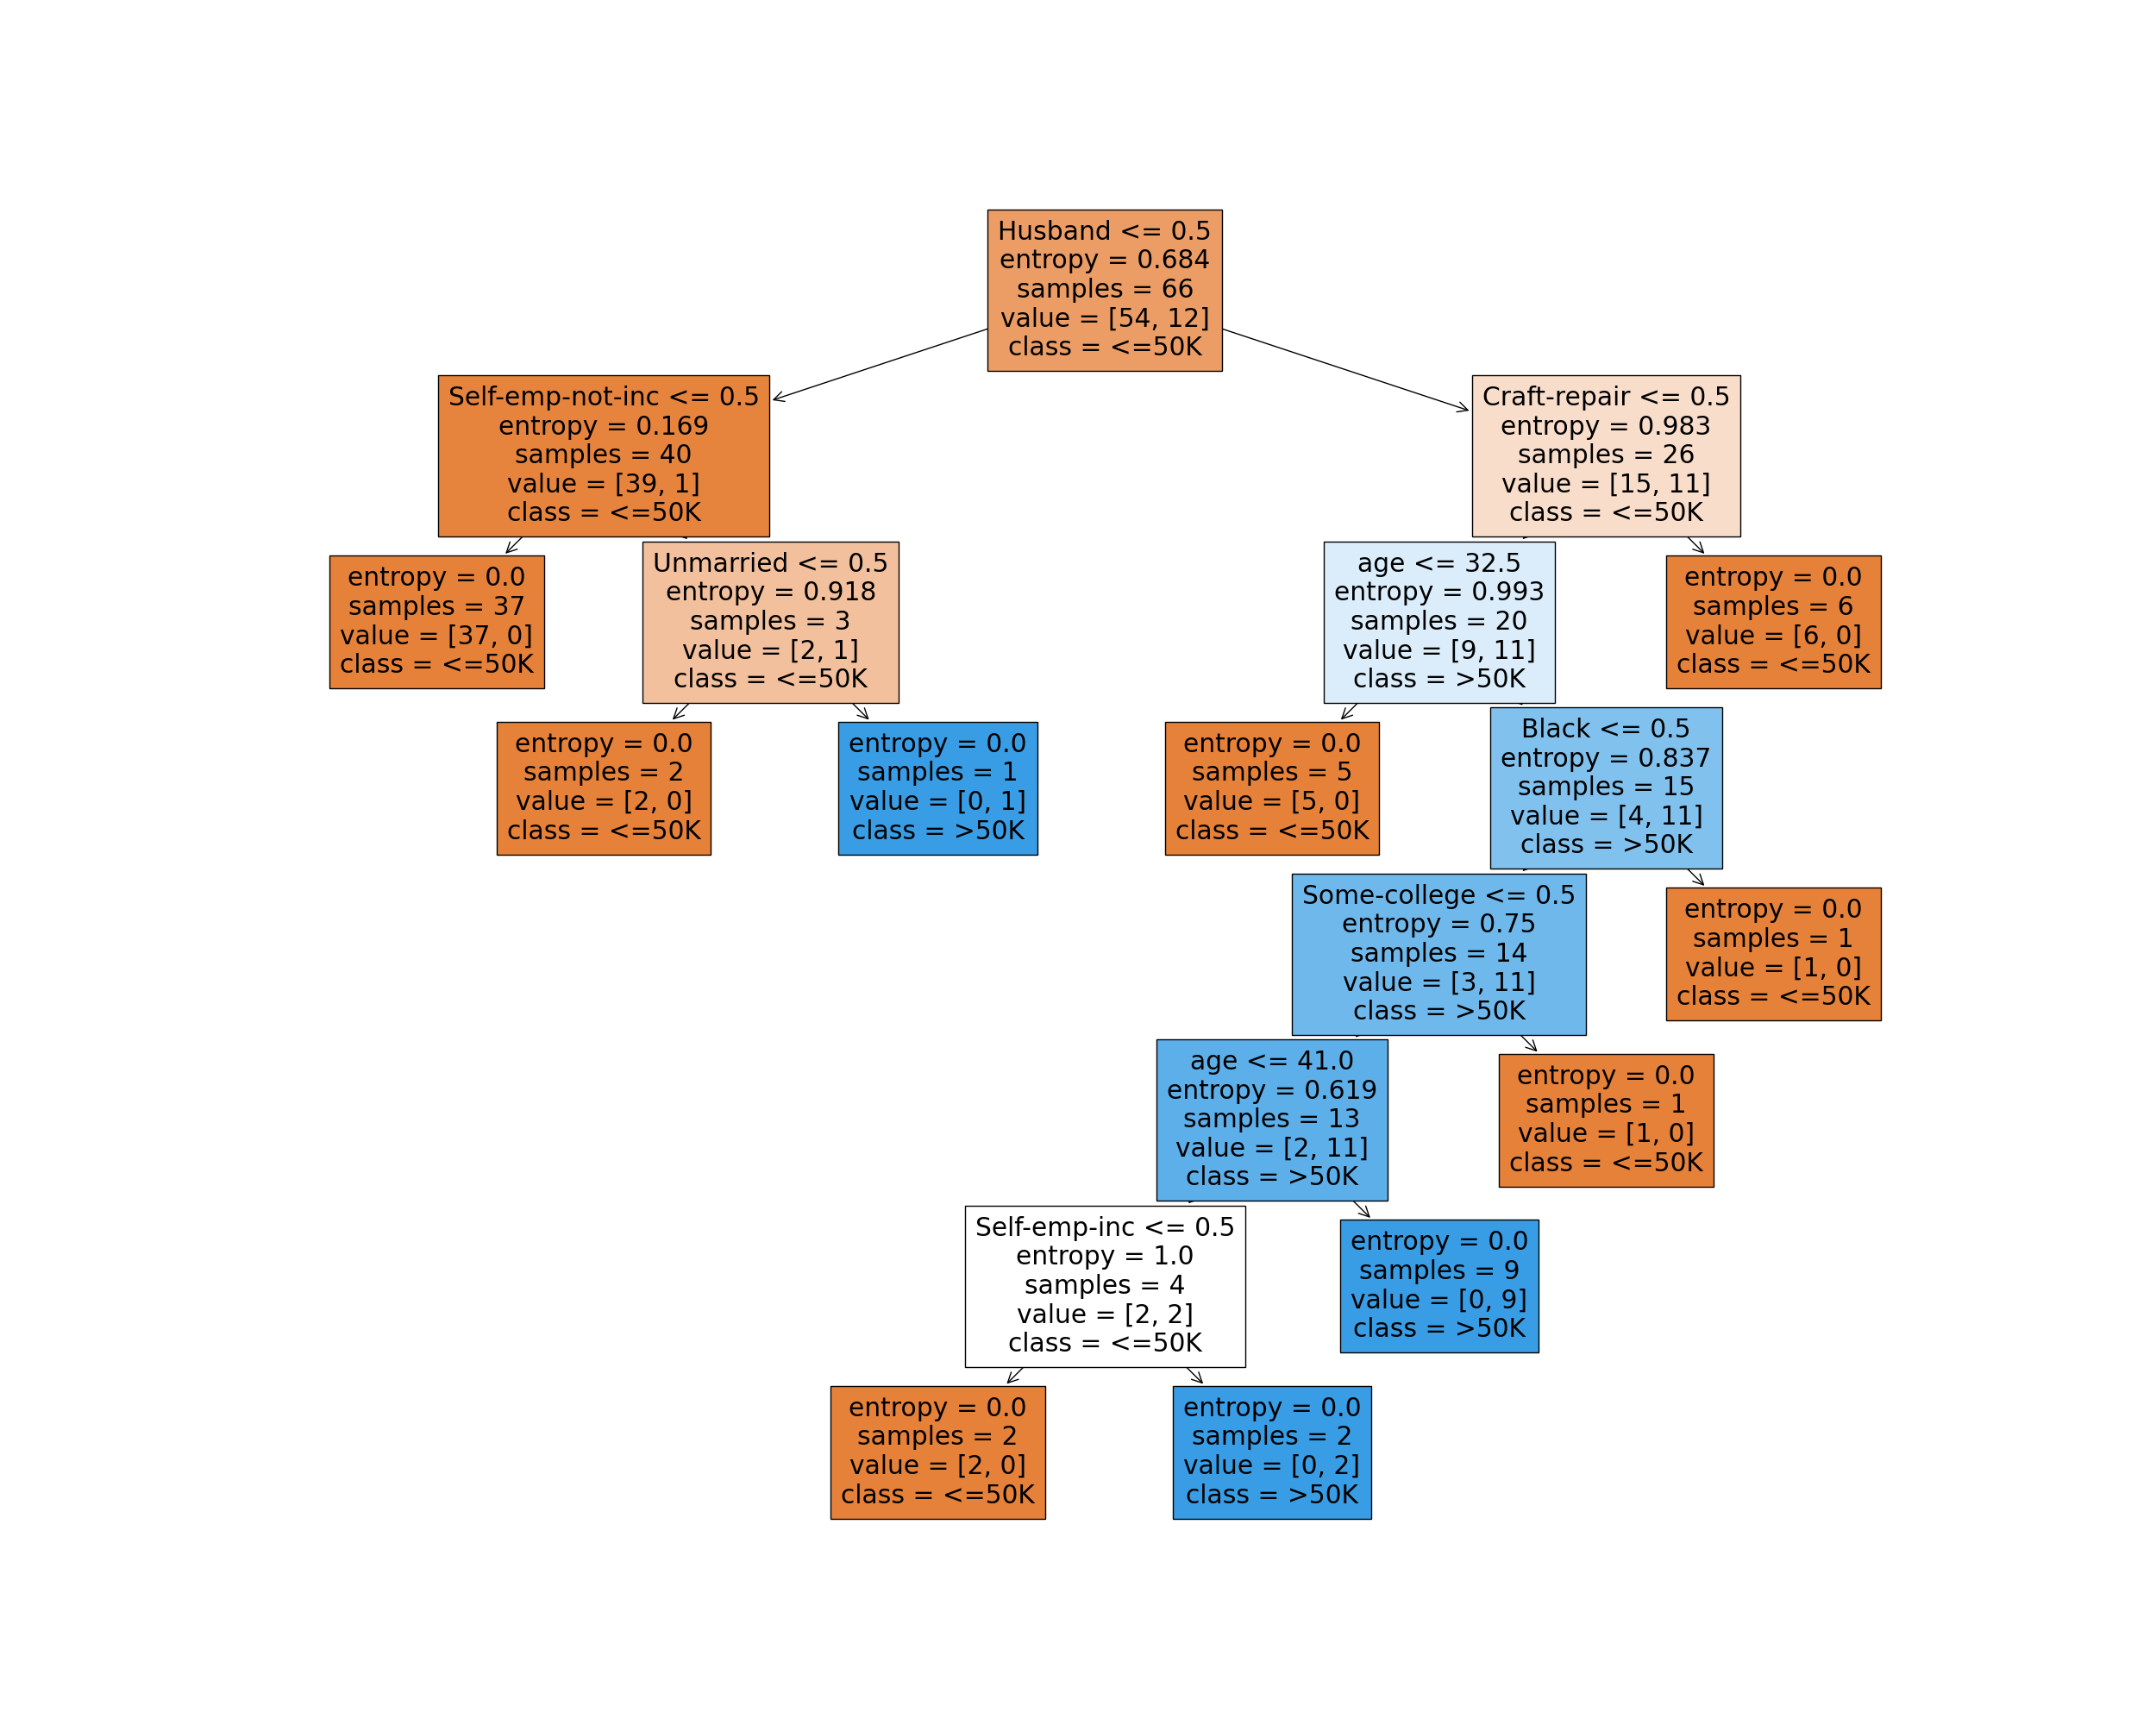 Husband <= 0.5
entropy = 0.684
samples = 66
value = [54, 12]
class = <=50K
Self-emp-not-inc <= 0.5
entropy = 0.169
samples = 40
value = [39, 1]
class = <=50K
Craft-repair <= 0.5
entropy = 0.983
samples = 26
value = [15, 11]
class = <=50K
entropy = 0.0
samples = 37
value = [37, 0]
class = <=50K
Unmarried <= 0.5
entropy = 0.918
samples = 3
value = [2, 1]
class = <=50K
age <= 32.5
entropy = 0.993
samples = 20
value = [9, 11]
class = >50K
entropy = 0.0
samples = 6
value = [6, 0]
class = <=50K
entropy = 0.0
samples = 2
value = [2, 0]
class = <=50K
entropy = 0.0
samples = 1
value = [0, 1]
class = >50K
entropy = 0.0
samples = 5
value = [5, 0]
class = <=50K
Black <= 0.5
entropy = 0.837
samples = 15
value = [4, 11]
class = >50K
Some-college <= 0.5
entropy = 0.75
samples = 14
value = [3, 11]
class = >50K
entropy = 0.0
samples = 1
value = [1, 0]
class = <=50K
age <= 41.0
entropy = 0.619
samples = 13
value = [2, 11]
class = >50K
entropy = 0.0
samples = 1
value = [1, 0]
class = <=50K
Self-emp-inc <= 0.5
entropy = 1.0
samples = 4
value = [2, 2]
class = <=50K
entropy = 0.0
samples = 9
value = [0, 9]
class = >50K
entropy = 0.0
samples = 2
value = [2, 0]
class = <=50K
entropy = 0.0
samples = 2
value = [0, 2]
class = >50K